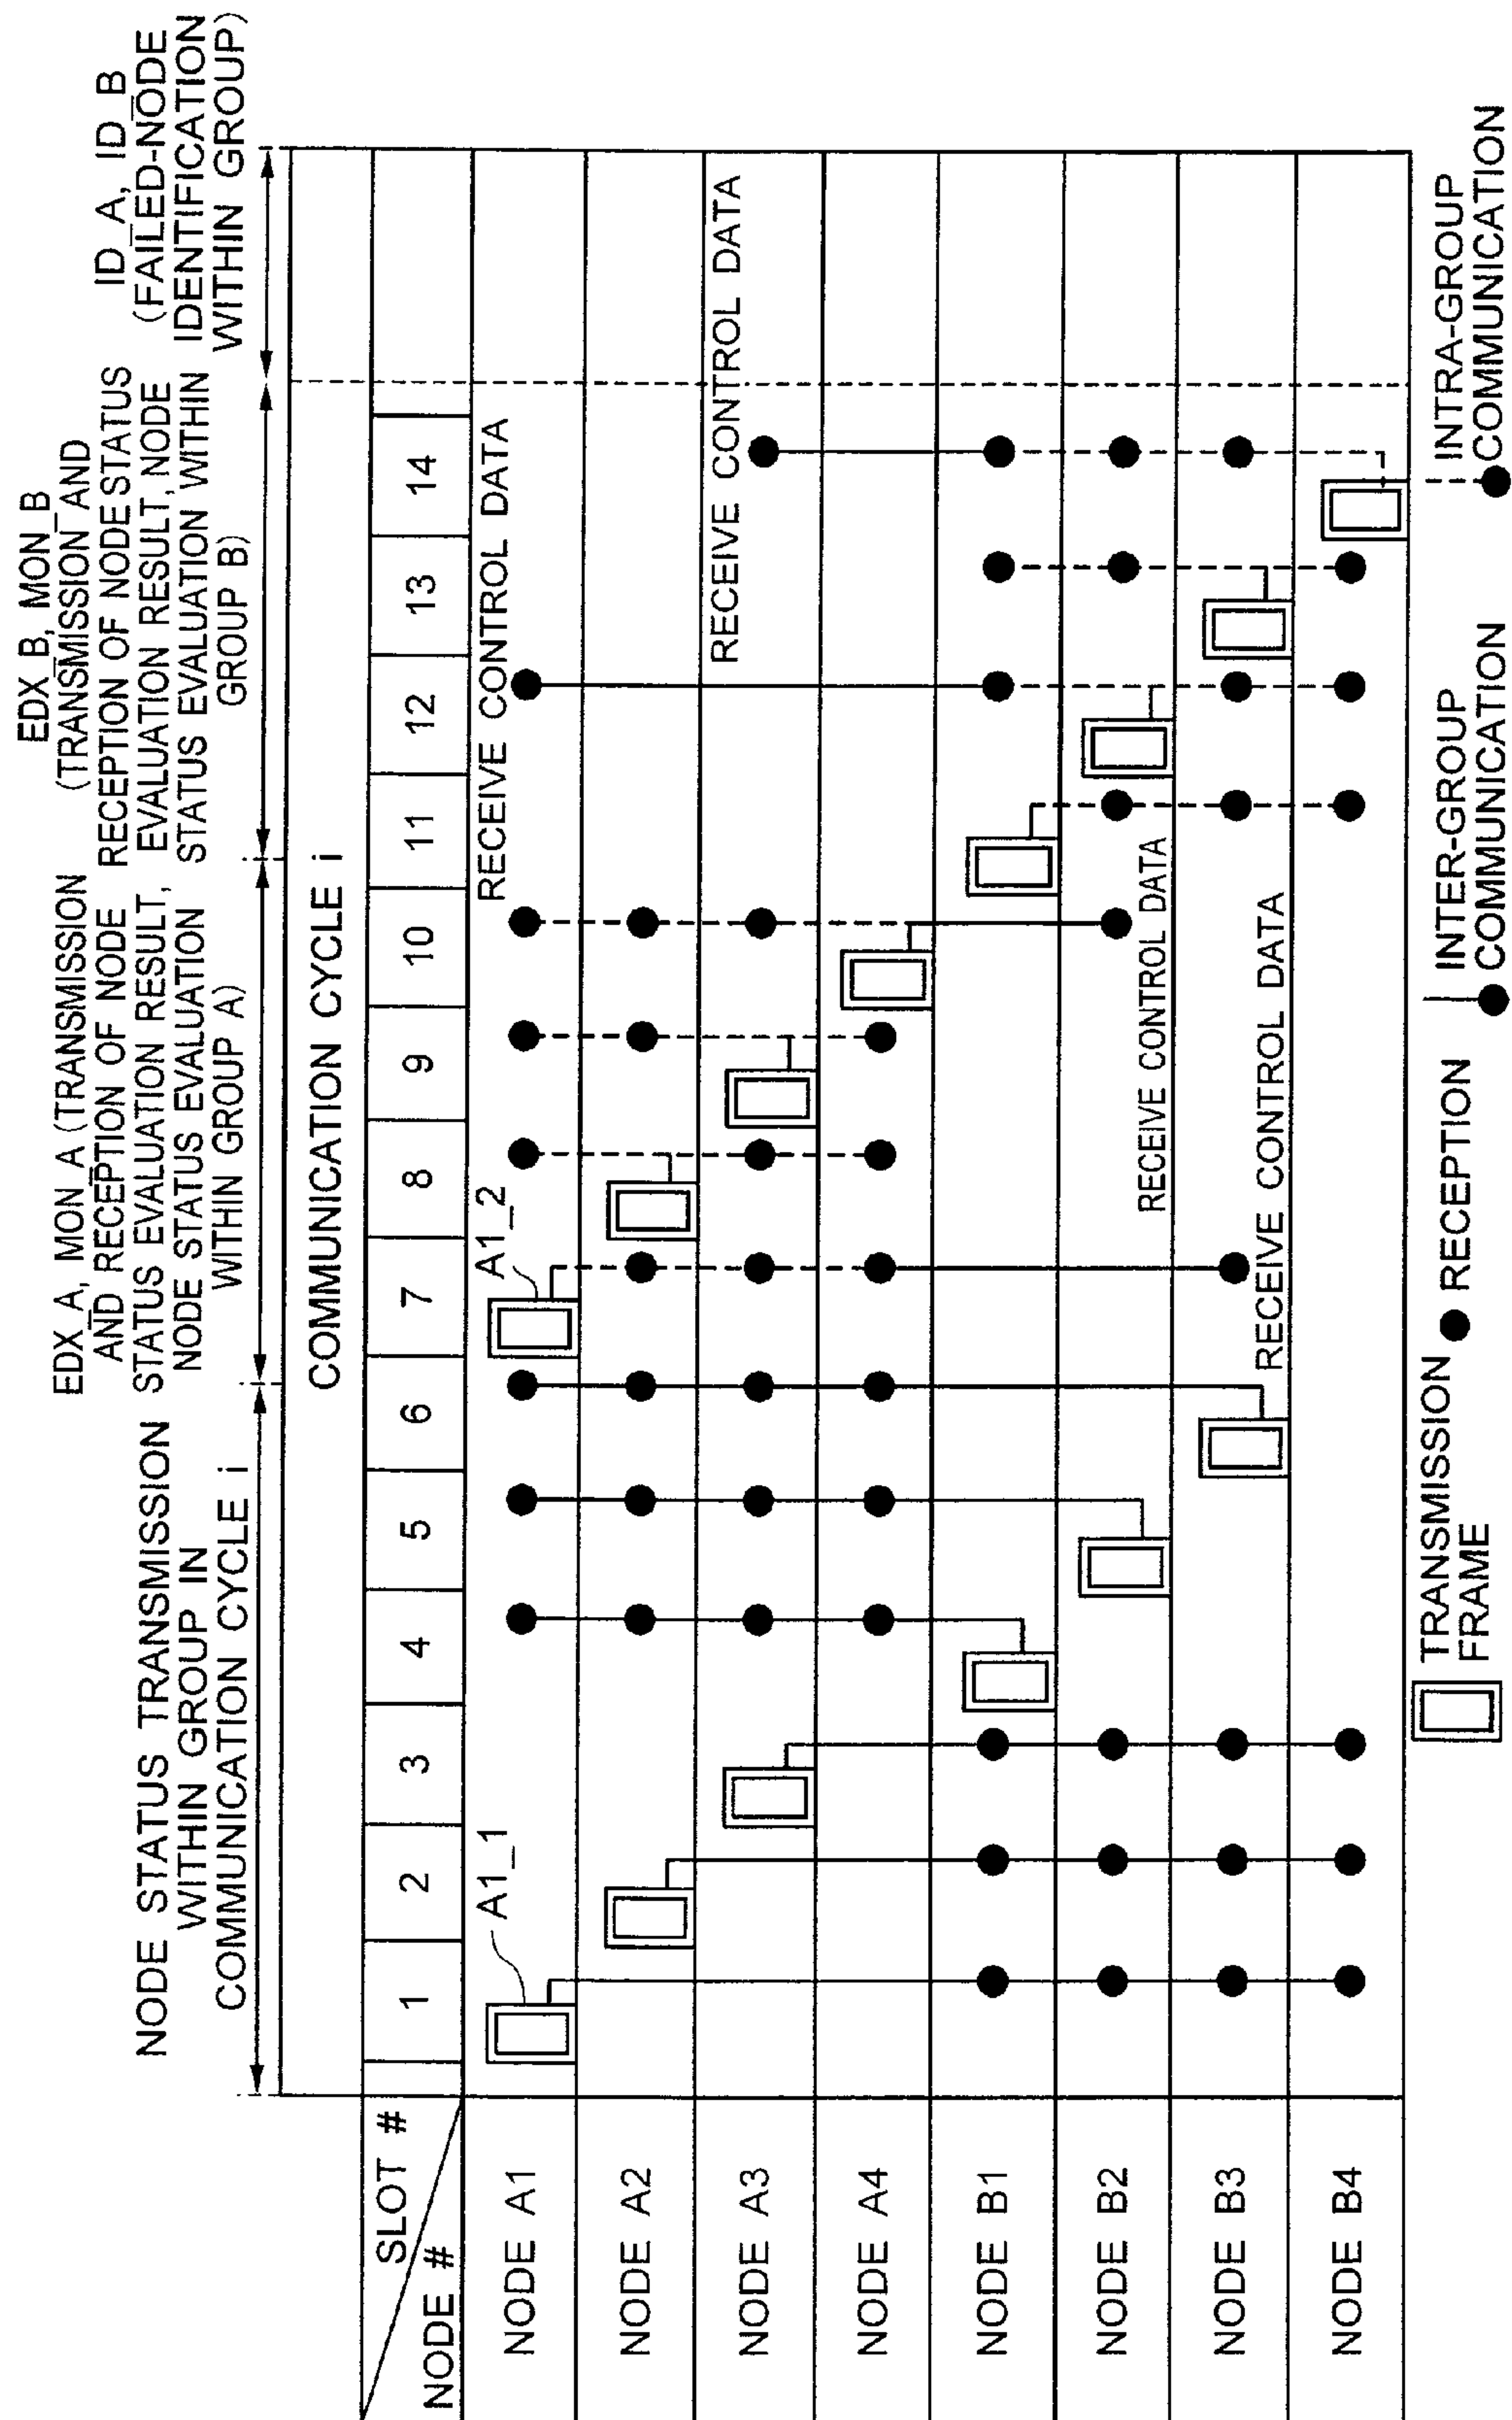 NODE STATUS TRANSMISSION
WITHIN GROUP IN
COMMUNICATION CYCLE i
EDX_A, MON_A (TRANSMISSION
AND RECEPTION OF NODE
STATUS EVALUATION RESULT,
NODE STATUS EVALUATION
WITHIN GROUP A)
EDX_B, MON_B
(TRANSMISSION AND
RECEPTION OF NODE STATUS
EVALUATION RESULT, NODE
STATUS EVALUATION WITHIN
GROUP B)
ID_A, ID_B
(FAILED-NODE
IDENTIFICATION
WITHIN GROUP)
COMMUNICATION CYCLE i
SLOT #
NODE #
1 2 3 4 5 6 7 8 9 10 11 12 13 14
NODE A1
A1_1
A1_2
RECEIVE CONTROL DATA
NODE A2
NODE A3
RECEIVE CONTROL DATA
NODE A4
NODE B1
NODE B2
RECEIVE CONTROL DATA
NODE B3
RECEIVE CONTROL DATA
NODE B4
TRANSMISSION
FRAME
RECEPTION
INTER-GROUP
COMMUNICATION
INTRA-GROUP
COMMUNICATION